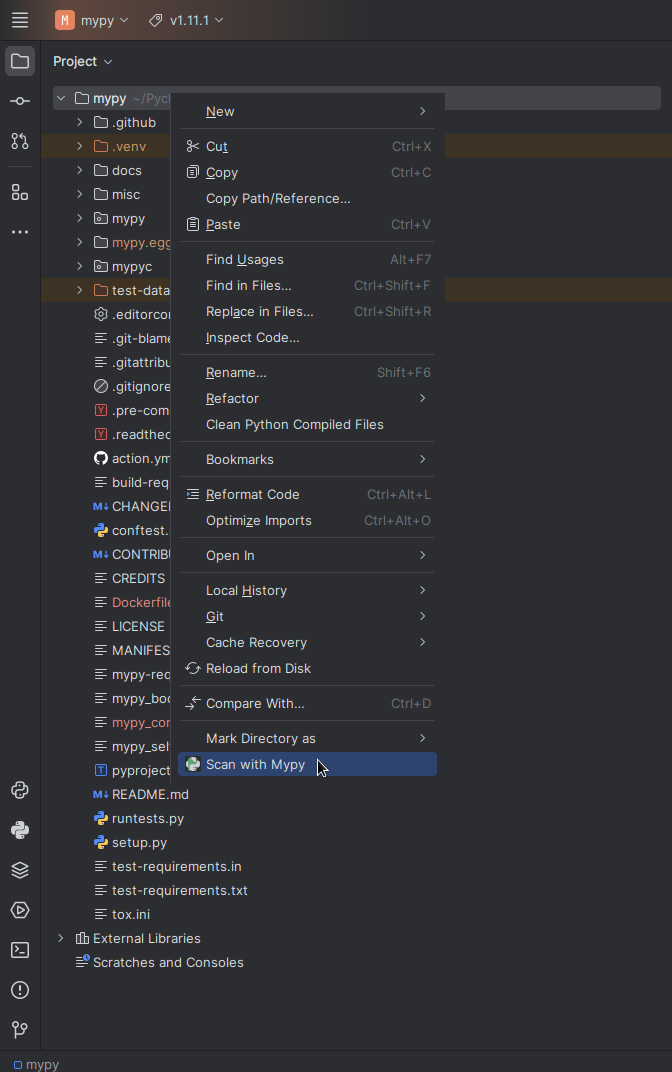 M mypy v1.11.1
Project
mypy ~/Pyc
New
.github
Cut Ctrl+X
.venv
Copy Ctrl+C
docs
Copy Path/Reference...
misc
Paste Ctrl+V
mypy
Find Usages Alt+F7
mypy.egg
Find in Files... Ctrl+Shift+F
mypyc
Replace in Files... Ctrl+Shift+R
test-data
Inspect Code...
.editorcon
.git-blame
Rename... Shift+F6
.gitattribu
Refactor
.gitignore
Clean Python Compiled Files
.pre-com
.readthed
Bookmarks
action.ym
Reformat Code Ctrl+Alt+L
build-req
Optimize Imports Ctrl+Alt+O
M↓ CHANGEL
conftest.
Open In
M↓ CONTRIBU
Local History
CREDITS
Git
Dockerfile
Cache Recovery
LICENSE
Reload from Disk
MANIFES
mypy-req
Compare With... Ctrl+D
mypy_boo
mypy_cor
Mark Directory as
mypy_sel
Scan with Mypy
pyproject
M↓ README.md
runtests.py
setup.py
test-requirements.in
test-requirements.txt
tox.ini
External Libraries
Scratches and Consoles
mypy